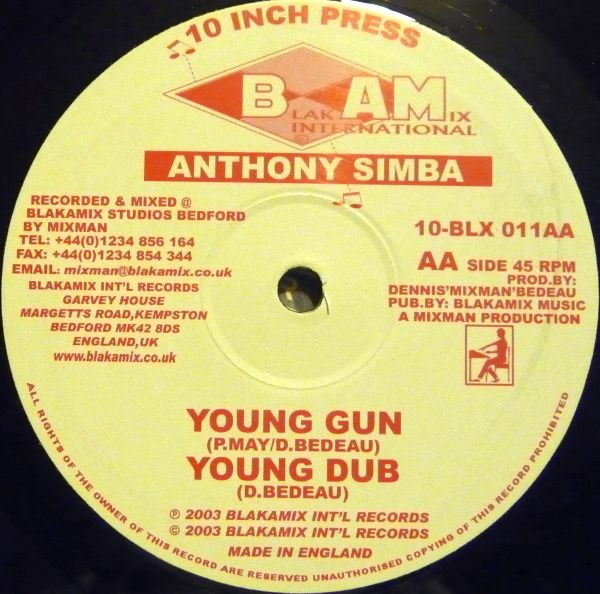 10 INCH PRESS
BLAK AMIX
INTERNATIONAL
ANTHONY SIMBA
RECORDED & MIXED @
BLAKAMIX STUDIOS BEDFORD
BY MIXMAN
TEL: +44(0)1234 856 164
FAX: +44(0)1234 854 344
EMAIL: mixman@blakamix.co.uk
BLAKAMIX INT'L RECORDS
GARVEY HOUSE
MARGETTS ROAD,KEMPSTON
BEDFORD MK42 8DS
ENGLAND,UK
www.blakamix.co.uk
10-BLX 011AA
AA SIDE 45 RPM
PROD.BY:
DENNIS'MIXMAN'BEDEAU
PUB.BY: BLAKAMIX MUSIC
A MIXMAN PRODUCTION
YOUNG GUN
(P.MAY/D.BEDEAU)
YOUNG DUB
(D.BEDEAU)
℗ 2003 BLAKAMIX INT'L RECORDS
© 2003 BLAKAMIX INT'L RECORDS
MADE IN ENGLAND
ALL RIGHTS OF THE OWNER OF THIS RECORD ARE RESERVED UNAUTHORISED COPYING OF THIS RECORD PROHIBITED